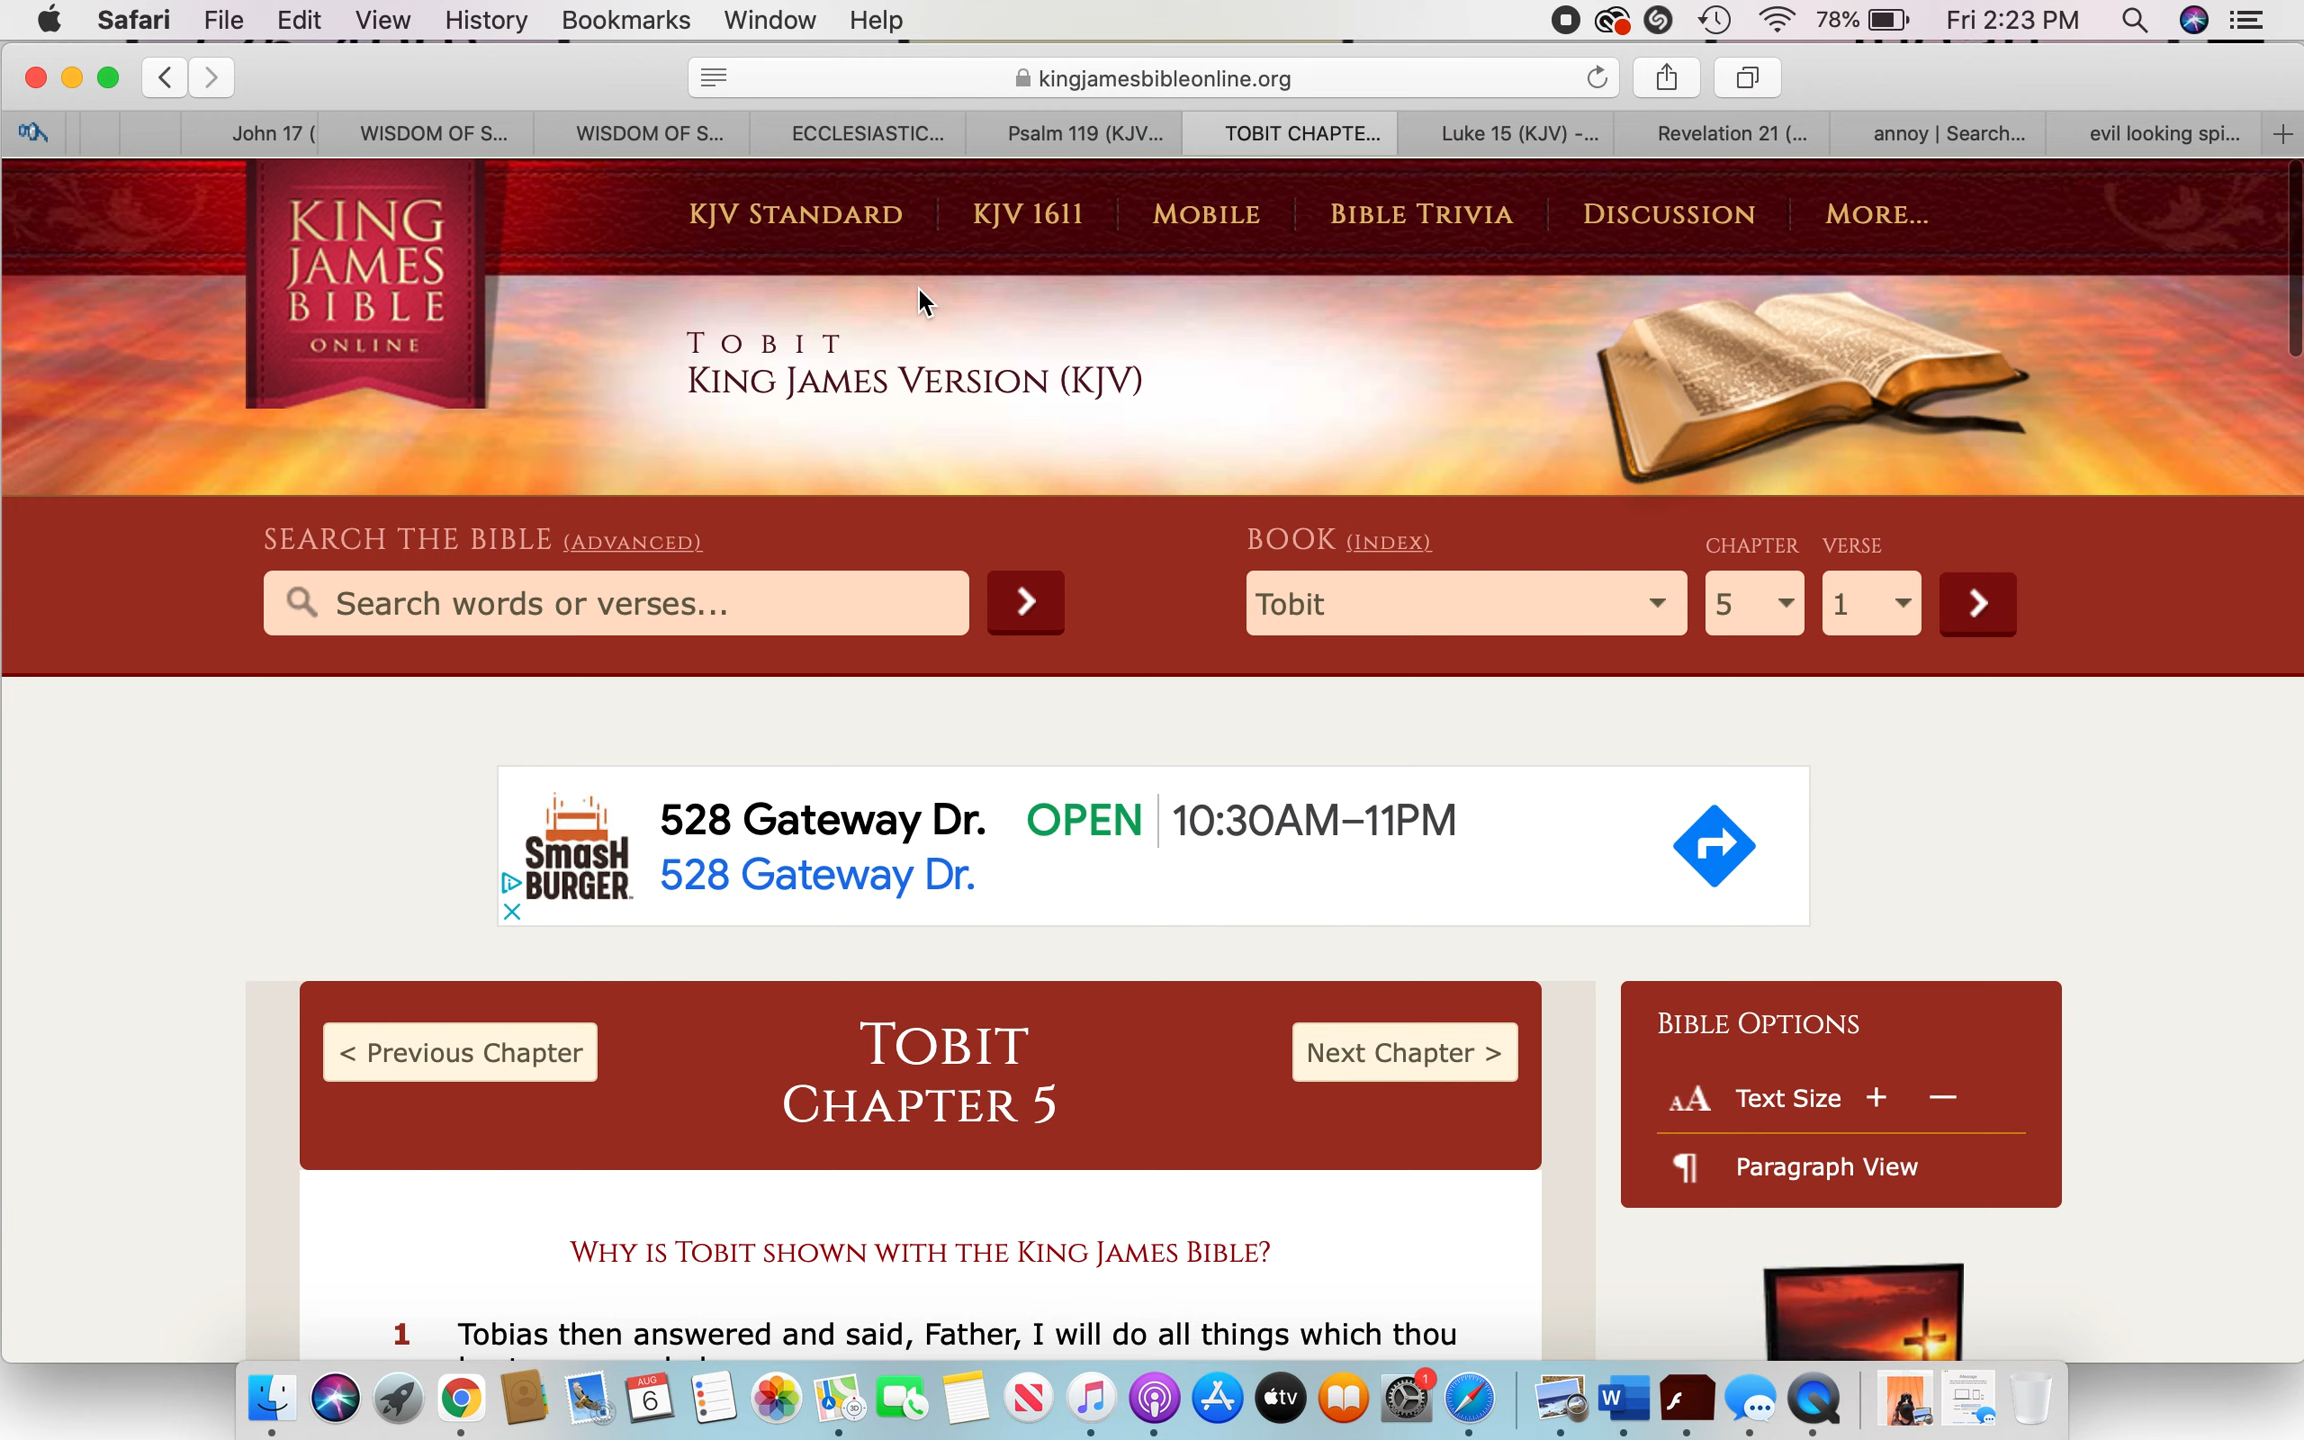 Safari File Edit View History Bookmarks Window Help 78% Fri 2:23 PM
kingjamesbibleonline.org
John 17 ( WISDOM OF S... WISDOM OF S... ECCLESIASTIC... Psalm 119 (KJV... TOBIT CHAPTE... Luke 15 (KJV) -... Revelation 21 (... annoy | Search... evil looking spi... +
KING
JAMES
BIBLE
ONLINE
KJV STANDARD KJV 1611 MOBILE BIBLE TRIVIA DISCUSSION MORE...
TOBIT
KING JAMES VERSION (KJV)
SEARCH THE BIBLE (ADVANCED)
Search words or verses...
BOOK (INDEX) CHAPTER VERSE
Tobit 5 1
SMASH
BURGER
528 Gateway Dr. OPEN 10:30AM–11PM
528 Gateway Dr.
< Previous Chapter
TOBIT
CHAPTER 5
Next Chapter >
BIBLE OPTIONS
AA Text Size + —
¶ Paragraph View
WHY IS TOBIT SHOWN WITH THE KING JAMES BIBLE?
1 Tobias then answered and said, Father, I will do all things which thou
AUG
6
3D
tv
1
W